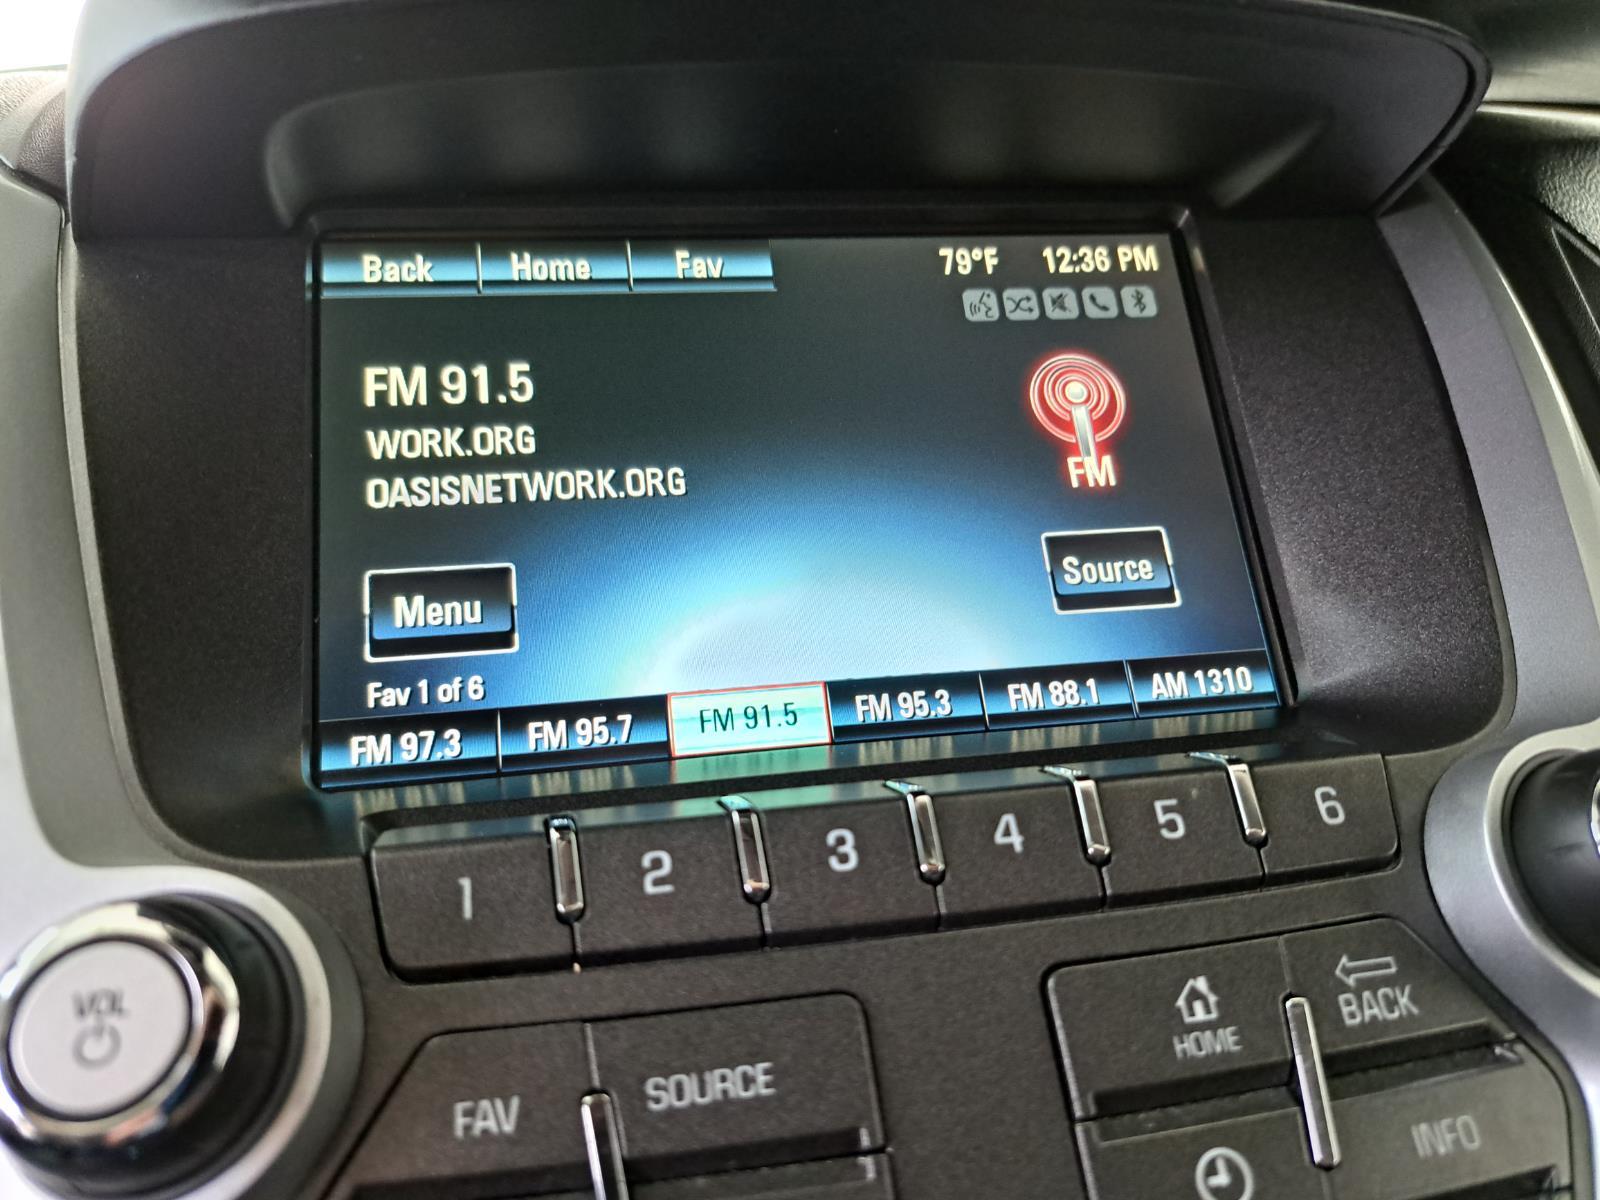 Back Home Fav 79°F 12:36 PM
FM 91.5
WORK.ORG
OASISNETWORK.ORG
FM
Menu
Source
Fav 1 of 6
FM 97.3 FM 95.7 FM 91.5 FM 95.3 FM 88.1 AM 1310
1 2 3 4 5 6
VOL
FAV
SOURCE
HOME
BACK
INFO